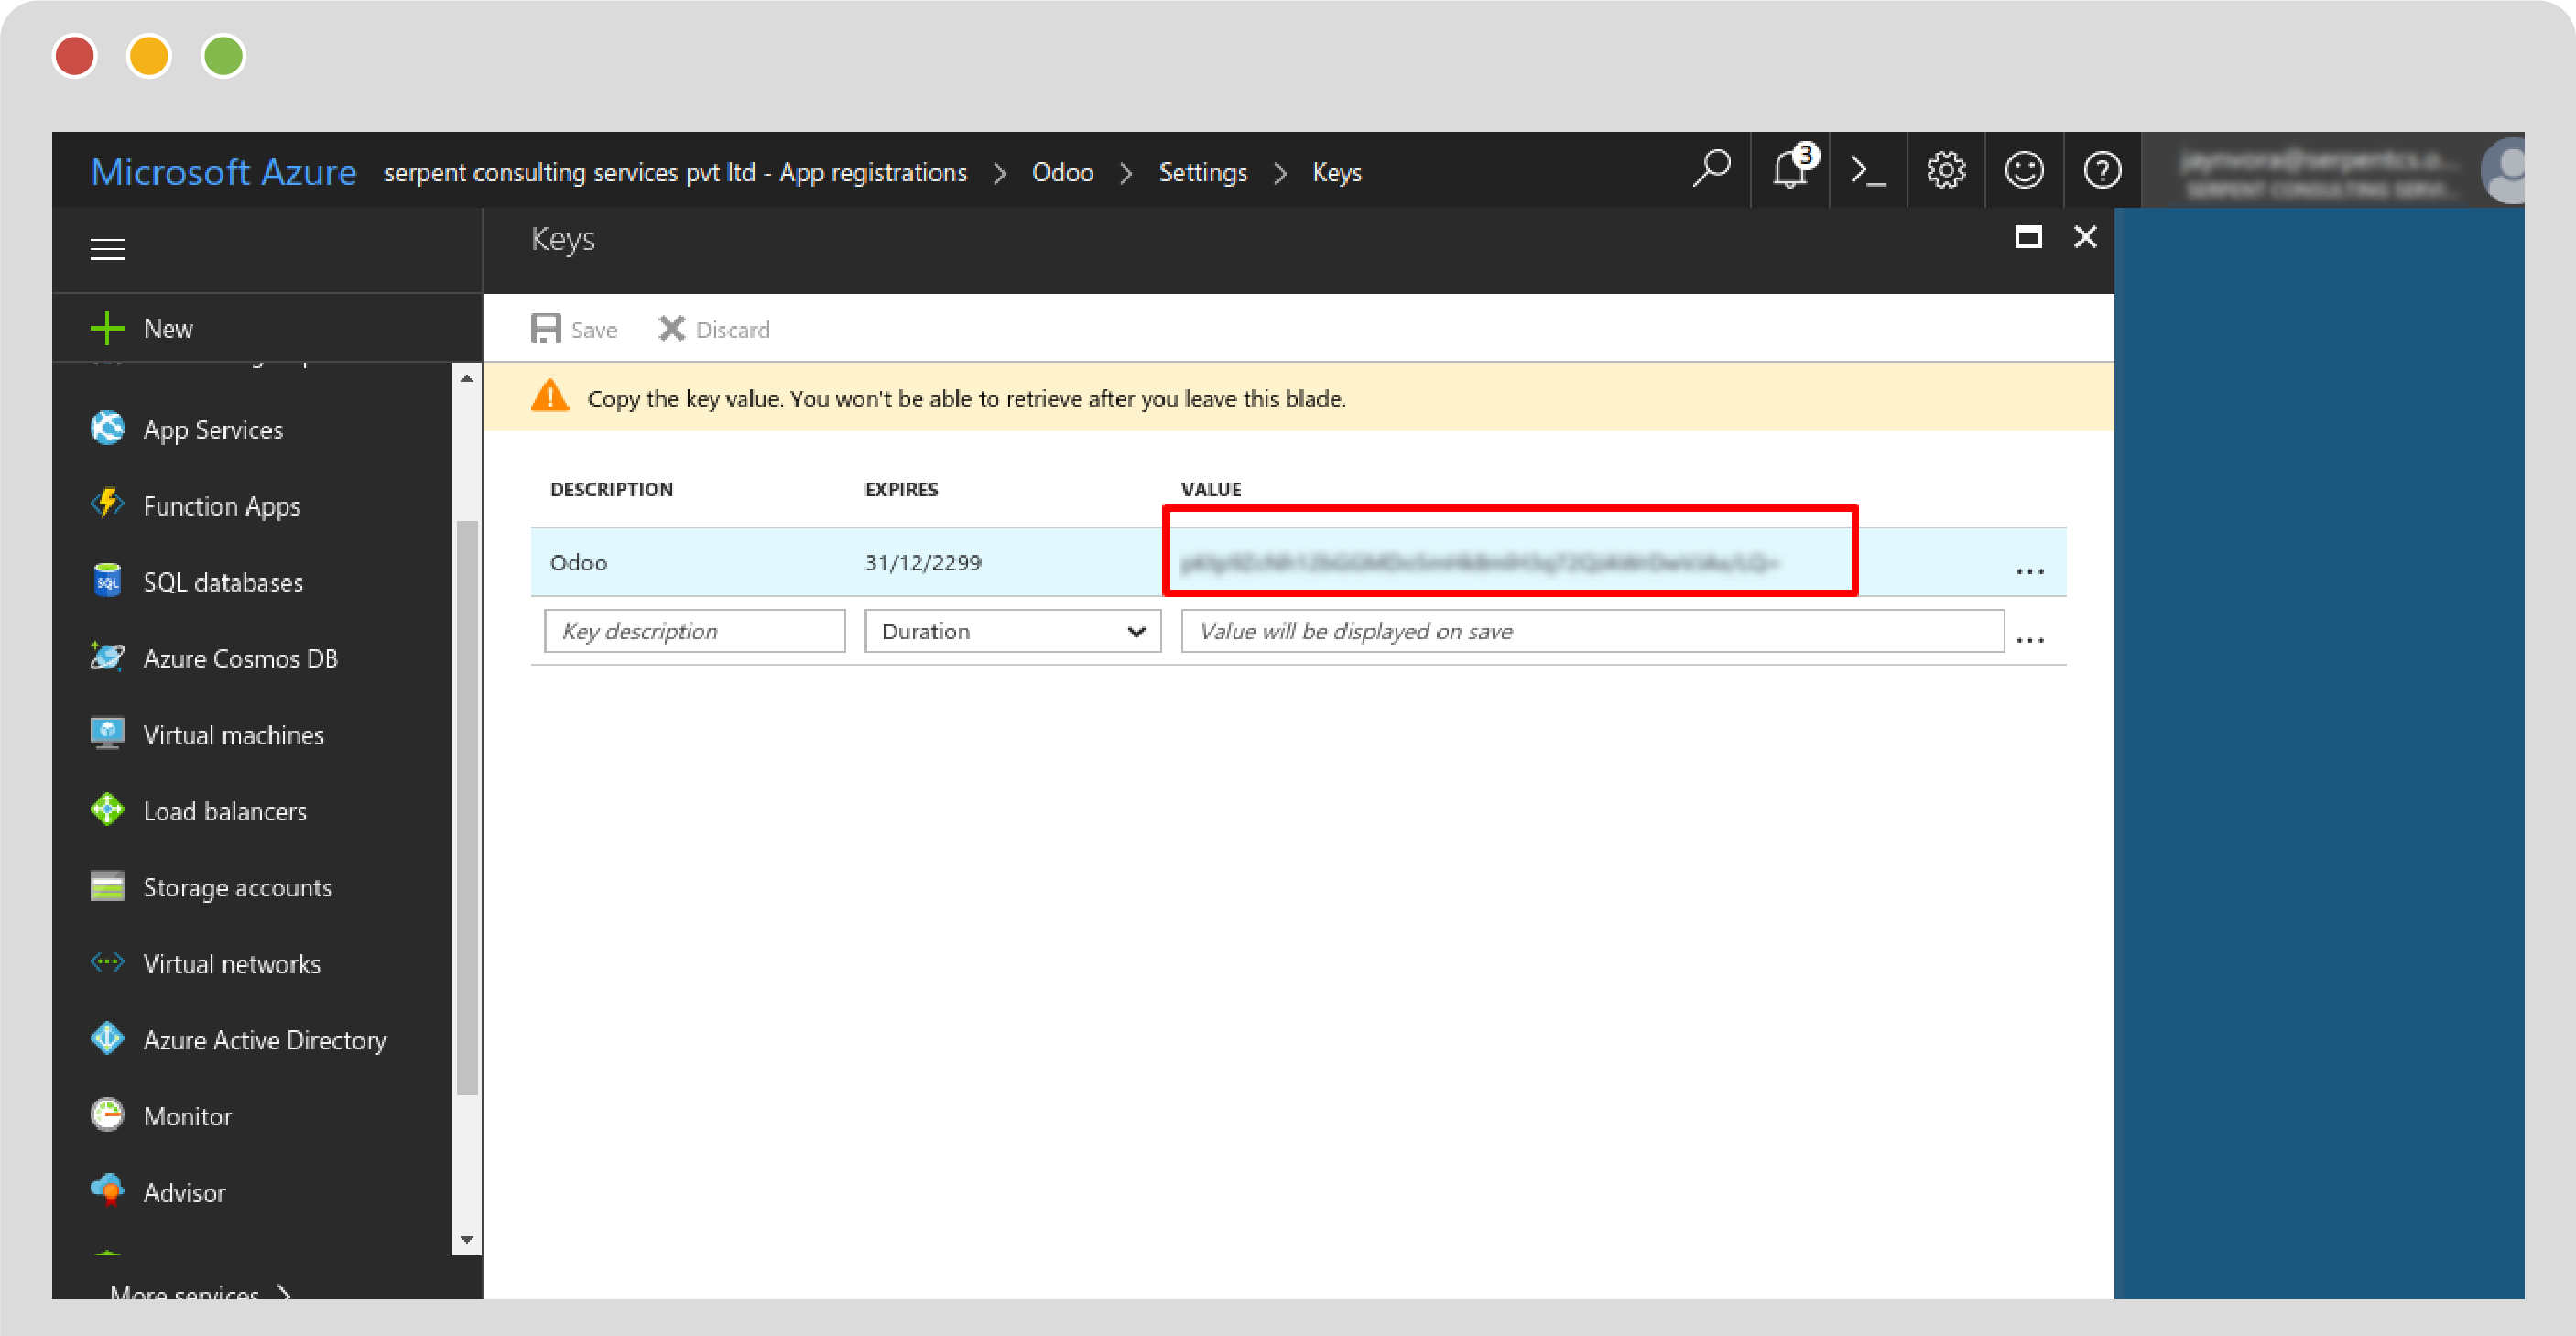 Microsoft Azure serpent consulting services pvt ltd - App registrations > Odoo > Settings > Keys
3
Keys
New
Save Discard
Copy the key value. You won't be able to retrieve after you leave this blade.
App Services
Function Apps
SQL databases
Azure Cosmos DB
Virtual machines
Load balancers
Storage accounts
Virtual networks
Azure Active Directory
Monitor
Advisor
More services >
DESCRIPTION EXPIRES VALUE
Odoo 31/12/2299
Key description Duration Value will be displayed on save